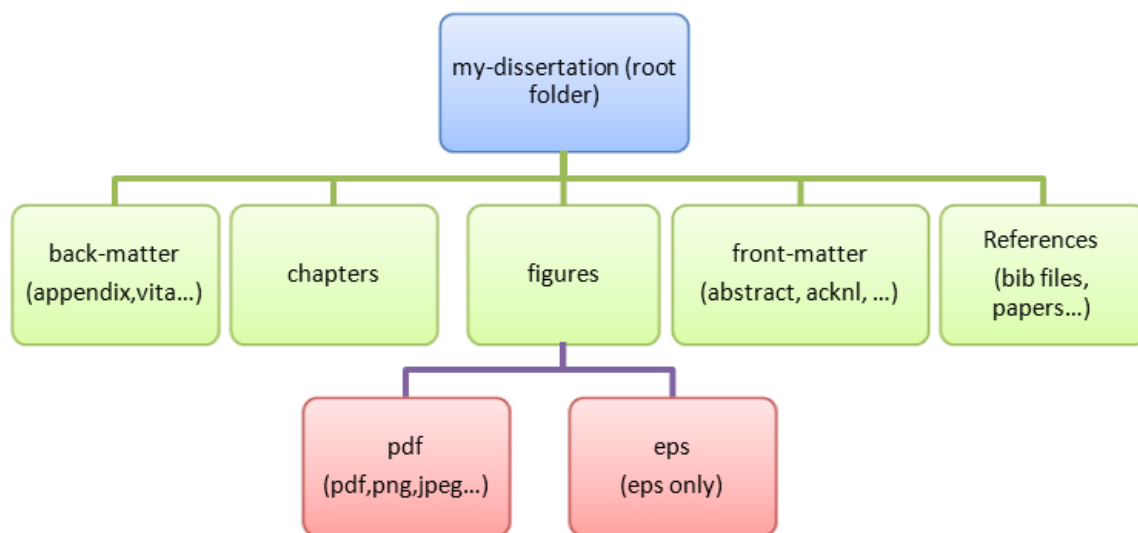 my-dissertation (root
folder)
back-matter
(appendix,vita…)
chapters
figures
front-matter
(abstract, acknl, …)
References
(bib files,
papers…)
pdf
(pdf,png,jpeg…)
eps
(eps only)